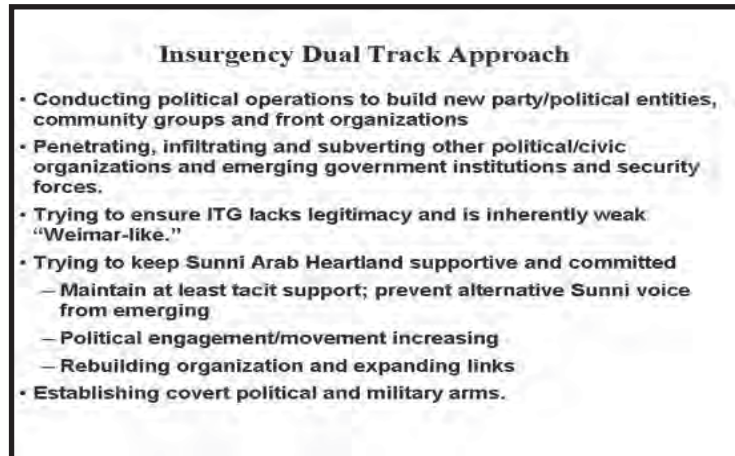 Insurgency Dual Track Approach
• Conducting political operations to build new party/political entities,
community groups and front organizations
• Penetrating, infiltrating and subverting other political/civic
organizations and emerging government institutions and security
forces.
• Trying to ensure ITG lacks legitimacy and is inherently weak
“Weimar-like.”
• Trying to keep Sunni Arab Heartland supportive and committed
– Maintain at least tacit support; prevent alternative Sunni voice
from emerging
– Political engagement/movement increasing
– Rebuilding organization and expanding links
• Establishing covert political and military arms.